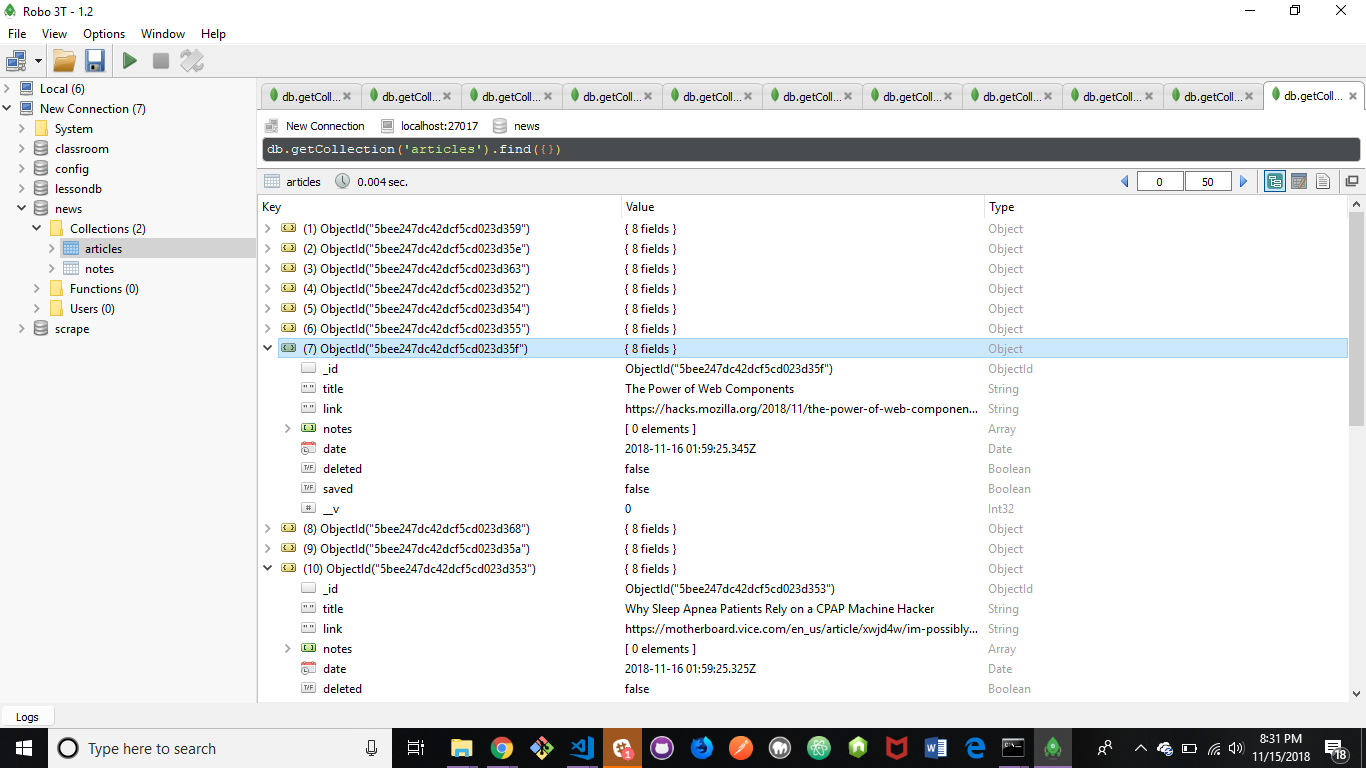 Robo 3T - 1.2
File View Options Window Help
Local (6)
New Connection (7)
System
classroom
config
lessondb
news
Collections (2)
articles
notes
Functions (0)
Users (0)
scrape
db.getColl... db.getColl... db.getColl... db.getColl... db.getColl... db.getColl... db.getColl... db.getColl... db.getColl... db.getColl... db.getColl...
New Connection localhost:27017 news
db.getCollection('articles').find({})
articles 0.004 sec. 0 50
Key Value Type
(1) ObjectId("5bee247dc42dcf5cd023d359") { 8 fields } Object
(2) ObjectId("5bee247dc42dcf5cd023d35e") { 8 fields } Object
(3) ObjectId("5bee247dc42dcf5cd023d363") { 8 fields } Object
(4) ObjectId("5bee247dc42dcf5cd023d352") { 8 fields } Object
(5) ObjectId("5bee247dc42dcf5cd023d354") { 8 fields } Object
(6) ObjectId("5bee247dc42dcf5cd023d355") { 8 fields } Object
(7) ObjectId("5bee247dc42dcf5cd023d35f") { 8 fields } Object
_id ObjectId("5bee247dc42dcf5cd023d35f") ObjectId
" " title The Power of Web Components String
" " link https://hacks.mozilla.org/2018/11/the-power-of-web-componen... String
notes [ 0 elements ] Array
date 2018-11-16 01:59:25.345Z Date
T/F deleted false Boolean
T/F saved false Boolean
# __v 0 Int32
(8) ObjectId("5bee247dc42dcf5cd023d368") { 8 fields } Object
(9) ObjectId("5bee247dc42dcf5cd023d35a") { 8 fields } Object
(10) ObjectId("5bee247dc42dcf5cd023d353") { 8 fields } Object
_id ObjectId("5bee247dc42dcf5cd023d353") ObjectId
" " title Why Sleep Apnea Patients Rely on a CPAP Machine Hacker String
" " link https://motherboard.vice.com/en_us/article/xwjd4w/im-possibly... String
notes [ 0 elements ] Array
date 2018-11-16 01:59:25.325Z Date
T/F deleted false Boolean
Logs
Type here to search
1
W
8:31 PM
11/15/2018
18